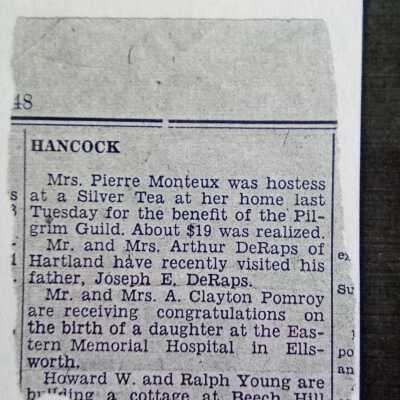 48
HANCOCK
Mrs. Pierre Monteux was hostess
at a Silver Tea at her home last
Tuesday for the benefit of the Pil-
grim Guild. About $19 was realized.
Mr. and Mrs. Arthur DeRaps of
Hartland have recently visited his
father, Joseph E. DeRaps.
Mr. and Mrs. A. Clayton Pomroy
are receiving congratulations on
the birth of a daughter at the Eas-
tern Memorial Hospital in Ells-
worth.
Howard W. and Ralph Young are
building a cottage at Beech Hill